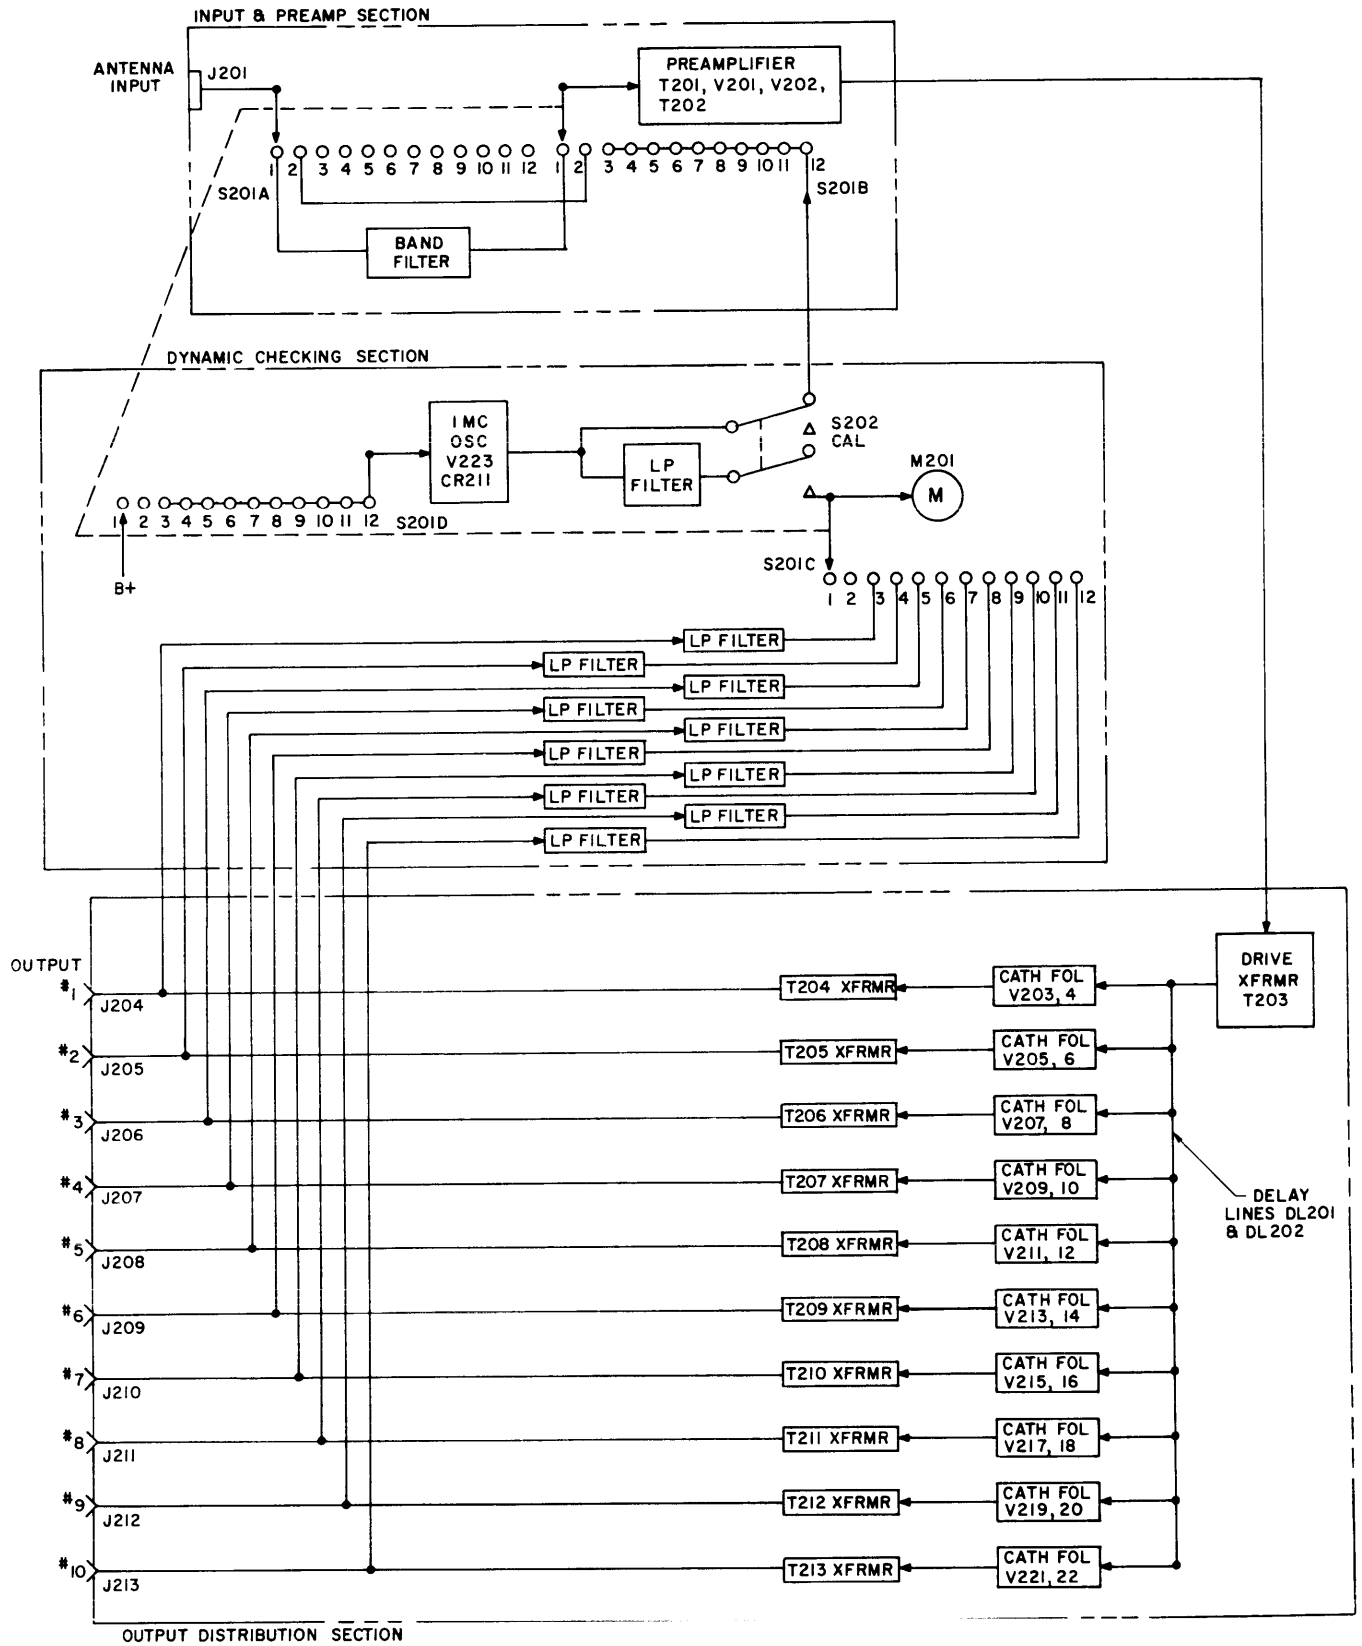 INPUT & PREAMP SECTION
ANTENNA
INPUT
J201
PREAMPLIFIER
T201, V201, V202,
T202
1 2 3 4 5 6 7 8 9 10 11 12
1 2 3 4 5 6 7 8 9 10 11 12
S201A
S201B
BAND
FILTER
DYNAMIC CHECKING SECTION
1 MC
OSC
V223
CR211
LP
FILTER
S202
CAL
M201
M
1 2 3 4 5 6 7 8 9 10 11 12
S201D
B+
S201C
1 2 3 4 5 6 7 8 9 10 11 12
LP FILTER
LP FILTER
LP FILTER
LP FILTER
LP FILTER
LP FILTER
LP FILTER
LP FILTER
LP FILTER
LP FILTER
OUTPUT
DRIVE
XFRMR
T203
#1
J204
T204 XFRMR
CATH FOL
V203, 4
#2
J205
T205 XFRMR
CATH FOL
V205, 6
#3
J206
T206 XFRMR
CATH FOL
V207, 8
#4
J207
T207 XFRMR
CATH FOL
V209, 10
DELAY
LINES DL201
& DL202
#5
J208
T208 XFRMR
CATH FOL
V211, 12
#6
J209
T209 XFRMR
CATH FOL
V213, 14
#7
J210
T210 XFRMR
CATH FOL
V215, 16
#8
J211
T211 XFRMR
CATH FOL
V217, 18
#9
J212
T212 XFRMR
CATH FOL
V219, 20
#10
J213
T213 XFRMR
CATH FOL
V221, 22
OUTPUT DISTRIBUTION SECTION